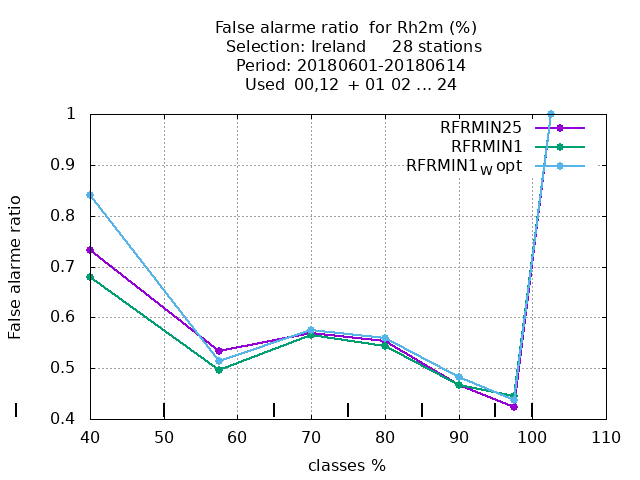 False alarme ratio for Rh2m (%)
Selection: Ireland 28 stations
Period: 20180601-20180614
Used 00,12 + 01 02 ... 24
RFRMIN25
RFRMIN1
RFRMIN1_W opt
False alarme ratio
1
0.9
0.8
0.7
0.6
0.5
0.4
40 50 60 70 80 90 100 110
classes %